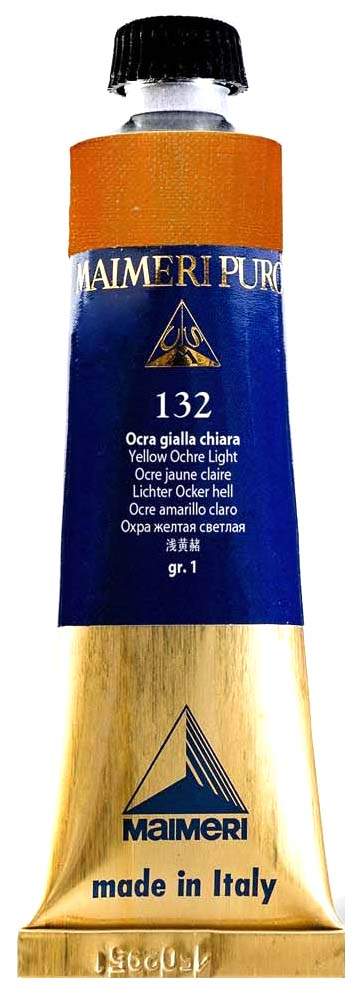 MAIMERI PURO
132
Ocra gialla chiara
Yellow Ochre Light
Ocre jaune claire
Lichter Ocker hell
Ocre amarillo claro
Охра желтая светлая
浅黄赭
gr. 1
MAIMERI
made in Italy